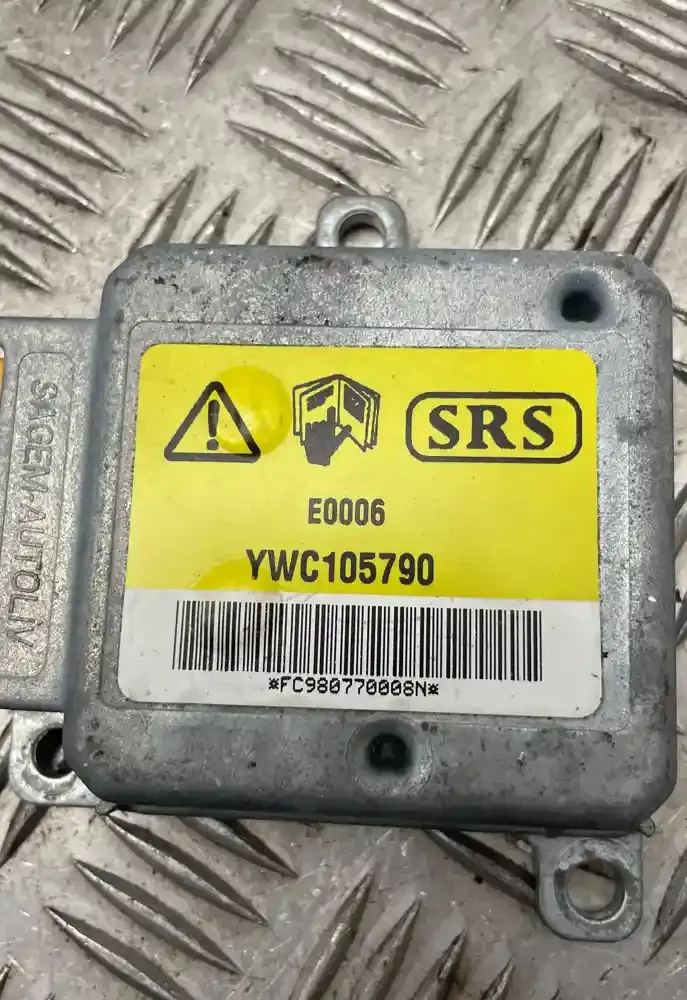 SRS
E0006
YWC105790
*FC980770008N*
SAGEM-AUTOLIV